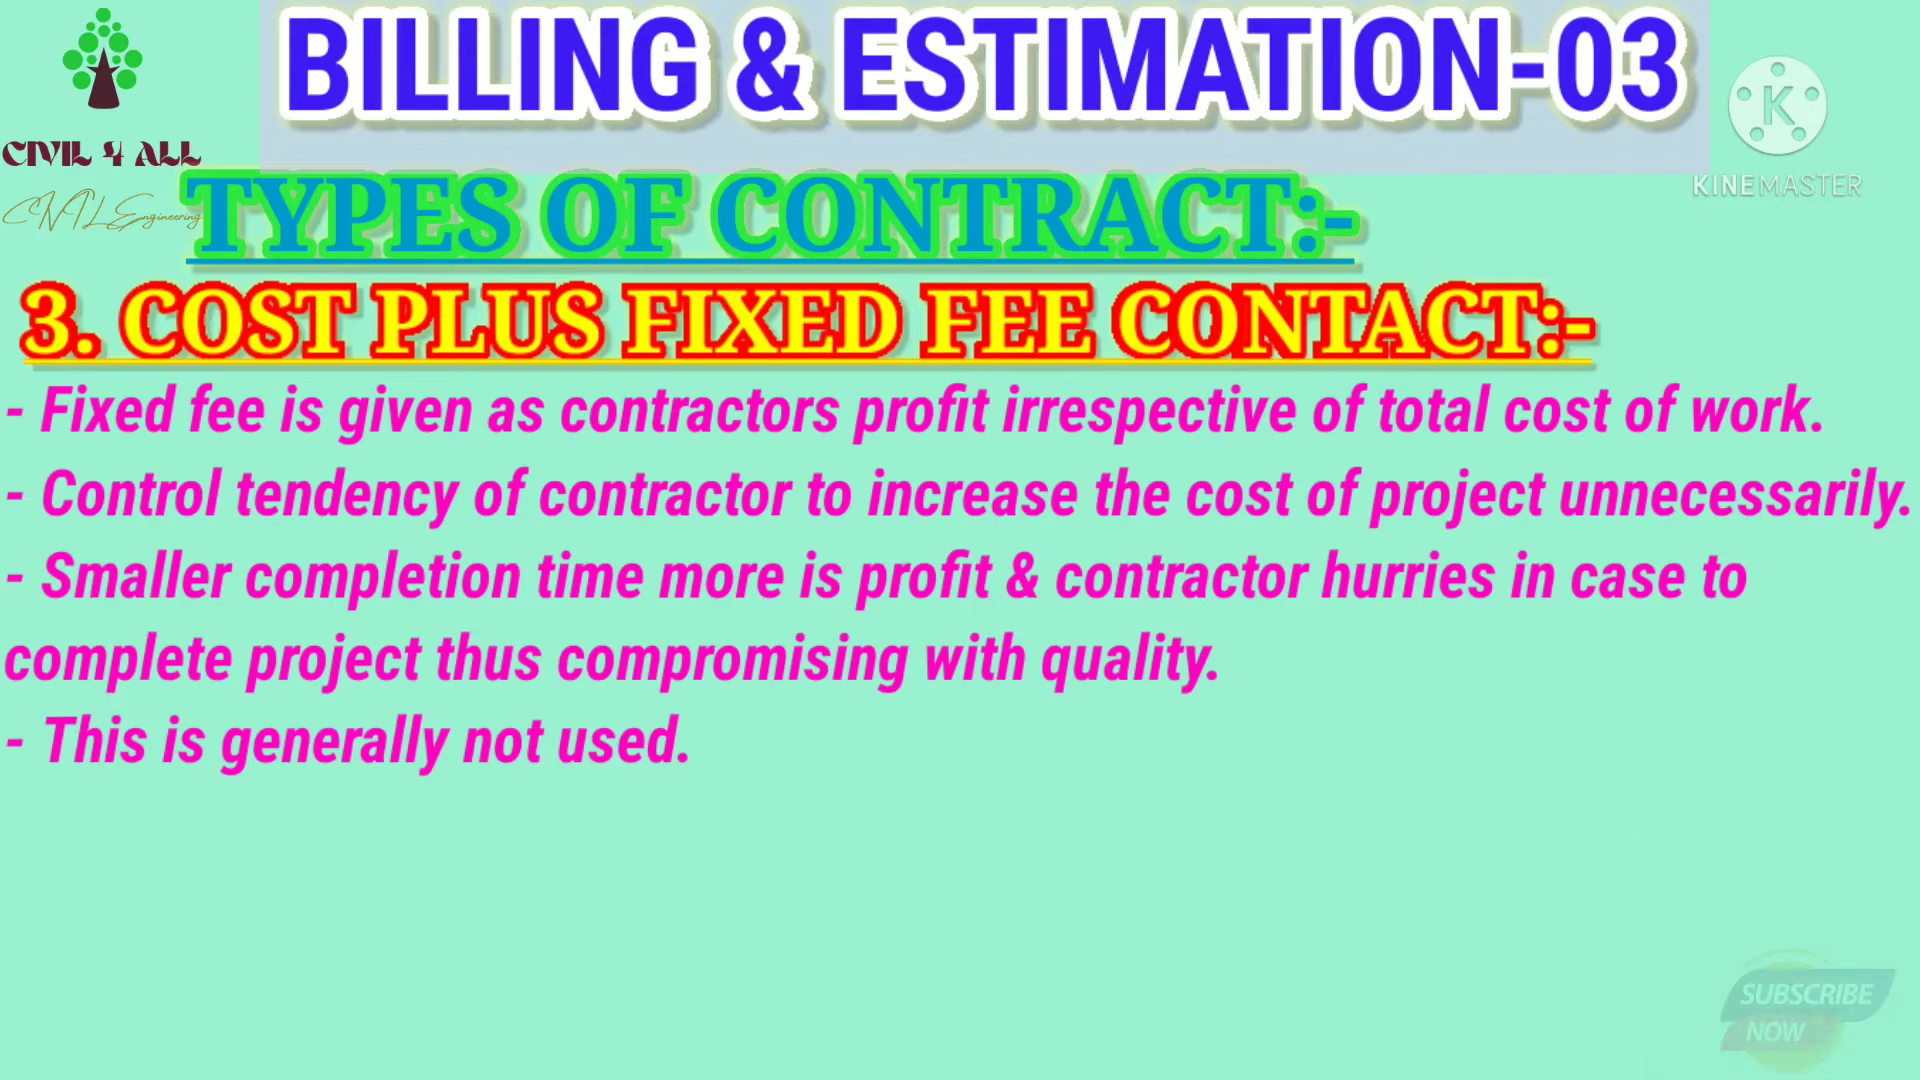 BILLING & ESTIMATION-03
K
KINEMASTER
CIVIL 4 ALL
CIVIL Engineering
TYPES OF CONTRACT:-
3. COST PLUS FIXED FEE CONTACT:-
- Fixed fee is given as contractors profit irrespective of total cost of work.
- Control tendency of contractor to increase the cost of project unnecessarily.
- Smaller completion time more is profit & contractor hurries in case to
complete project thus compromising with quality.
- This is generally not used.
SUBSCRIBE
NOW